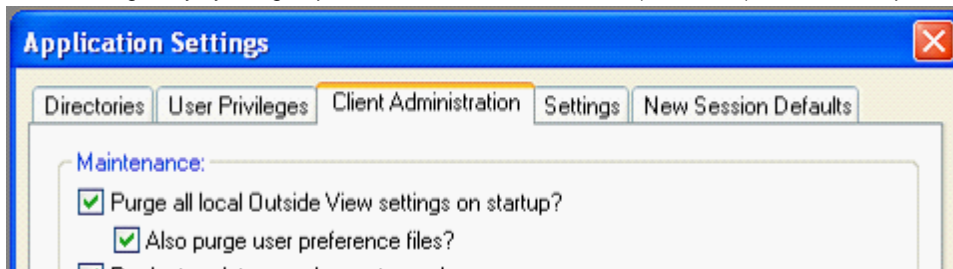 Application Settings
Directories User Privileges Client Administration Settings New Session Defaults
Maintenance:
Purge all local Outside View settings on startup?
Also purge user preference files?